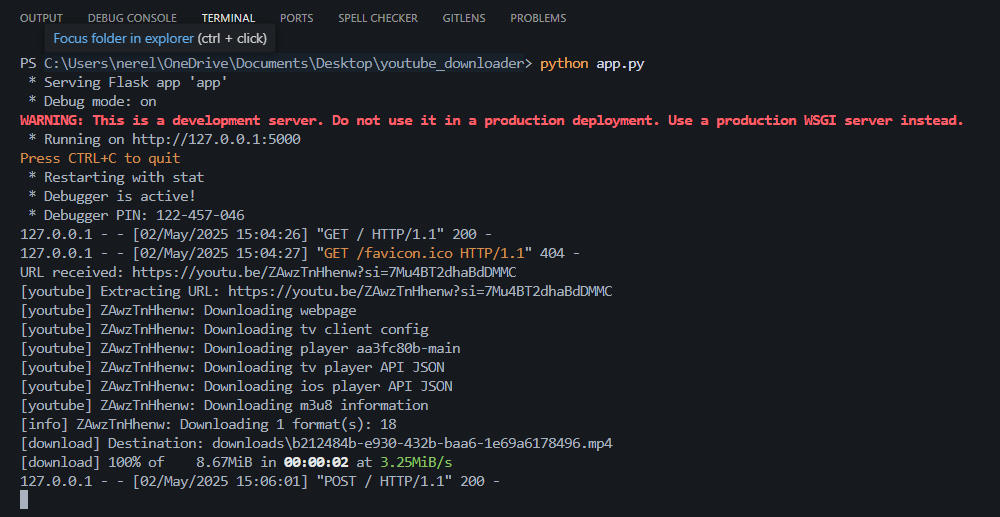 OUTPUT DEBUG CONSOLE TERMINAL PORTS SPELL CHECKER GITLENS PROBLEMS
Focus folder in explorer (ctrl + click)
PS C:\Users\nerel\OneDrive\Documents\Desktop\youtube_downloader> python app.py
 * Serving Flask app 'app'
 * Debug mode: on
WARNING: This is a development server. Do not use it in a production deployment. Use a production WSGI server instead.
 * Running on http://127.0.0.1:5000
Press CTRL+C to quit
 * Restarting with stat
 * Debugger is active!
 * Debugger PIN: 122-457-046
127.0.0.1 - - [02/May/2025 15:04:26] "GET / HTTP/1.1" 200 -
127.0.0.1 - - [02/May/2025 15:04:27] "GET /favicon.ico HTTP/1.1" 404 -
URL received: https://youtu.be/ZAwzTnHhenw?si=7Mu4BT2dhaBdDMMC
[youtube] Extracting URL: https://youtu.be/ZAwzTnHhenw?si=7Mu4BT2dhaBdDMMC
[youtube] ZAwzTnHhenw: Downloading webpage
[youtube] ZAwzTnHhenw: Downloading tv client config
[youtube] ZAwzTnHhenw: Downloading player aa3fc80b-main
[youtube] ZAwzTnHhenw: Downloading tv player API JSON
[youtube] ZAwzTnHhenw: Downloading ios player API JSON
[youtube] ZAwzTnHhenw: Downloading m3u8 information
[info] ZAwzTnHhenw: Downloading 1 format(s): 18
[download] Destination: downloads\b212484b-e930-432b-baa6-1e69a6178496.mp4
[download] 100% of    8.67MiB in 00:00:02 at 3.25MiB/s
127.0.0.1 - - [02/May/2025 15:06:01] "POST / HTTP/1.1" 200 -